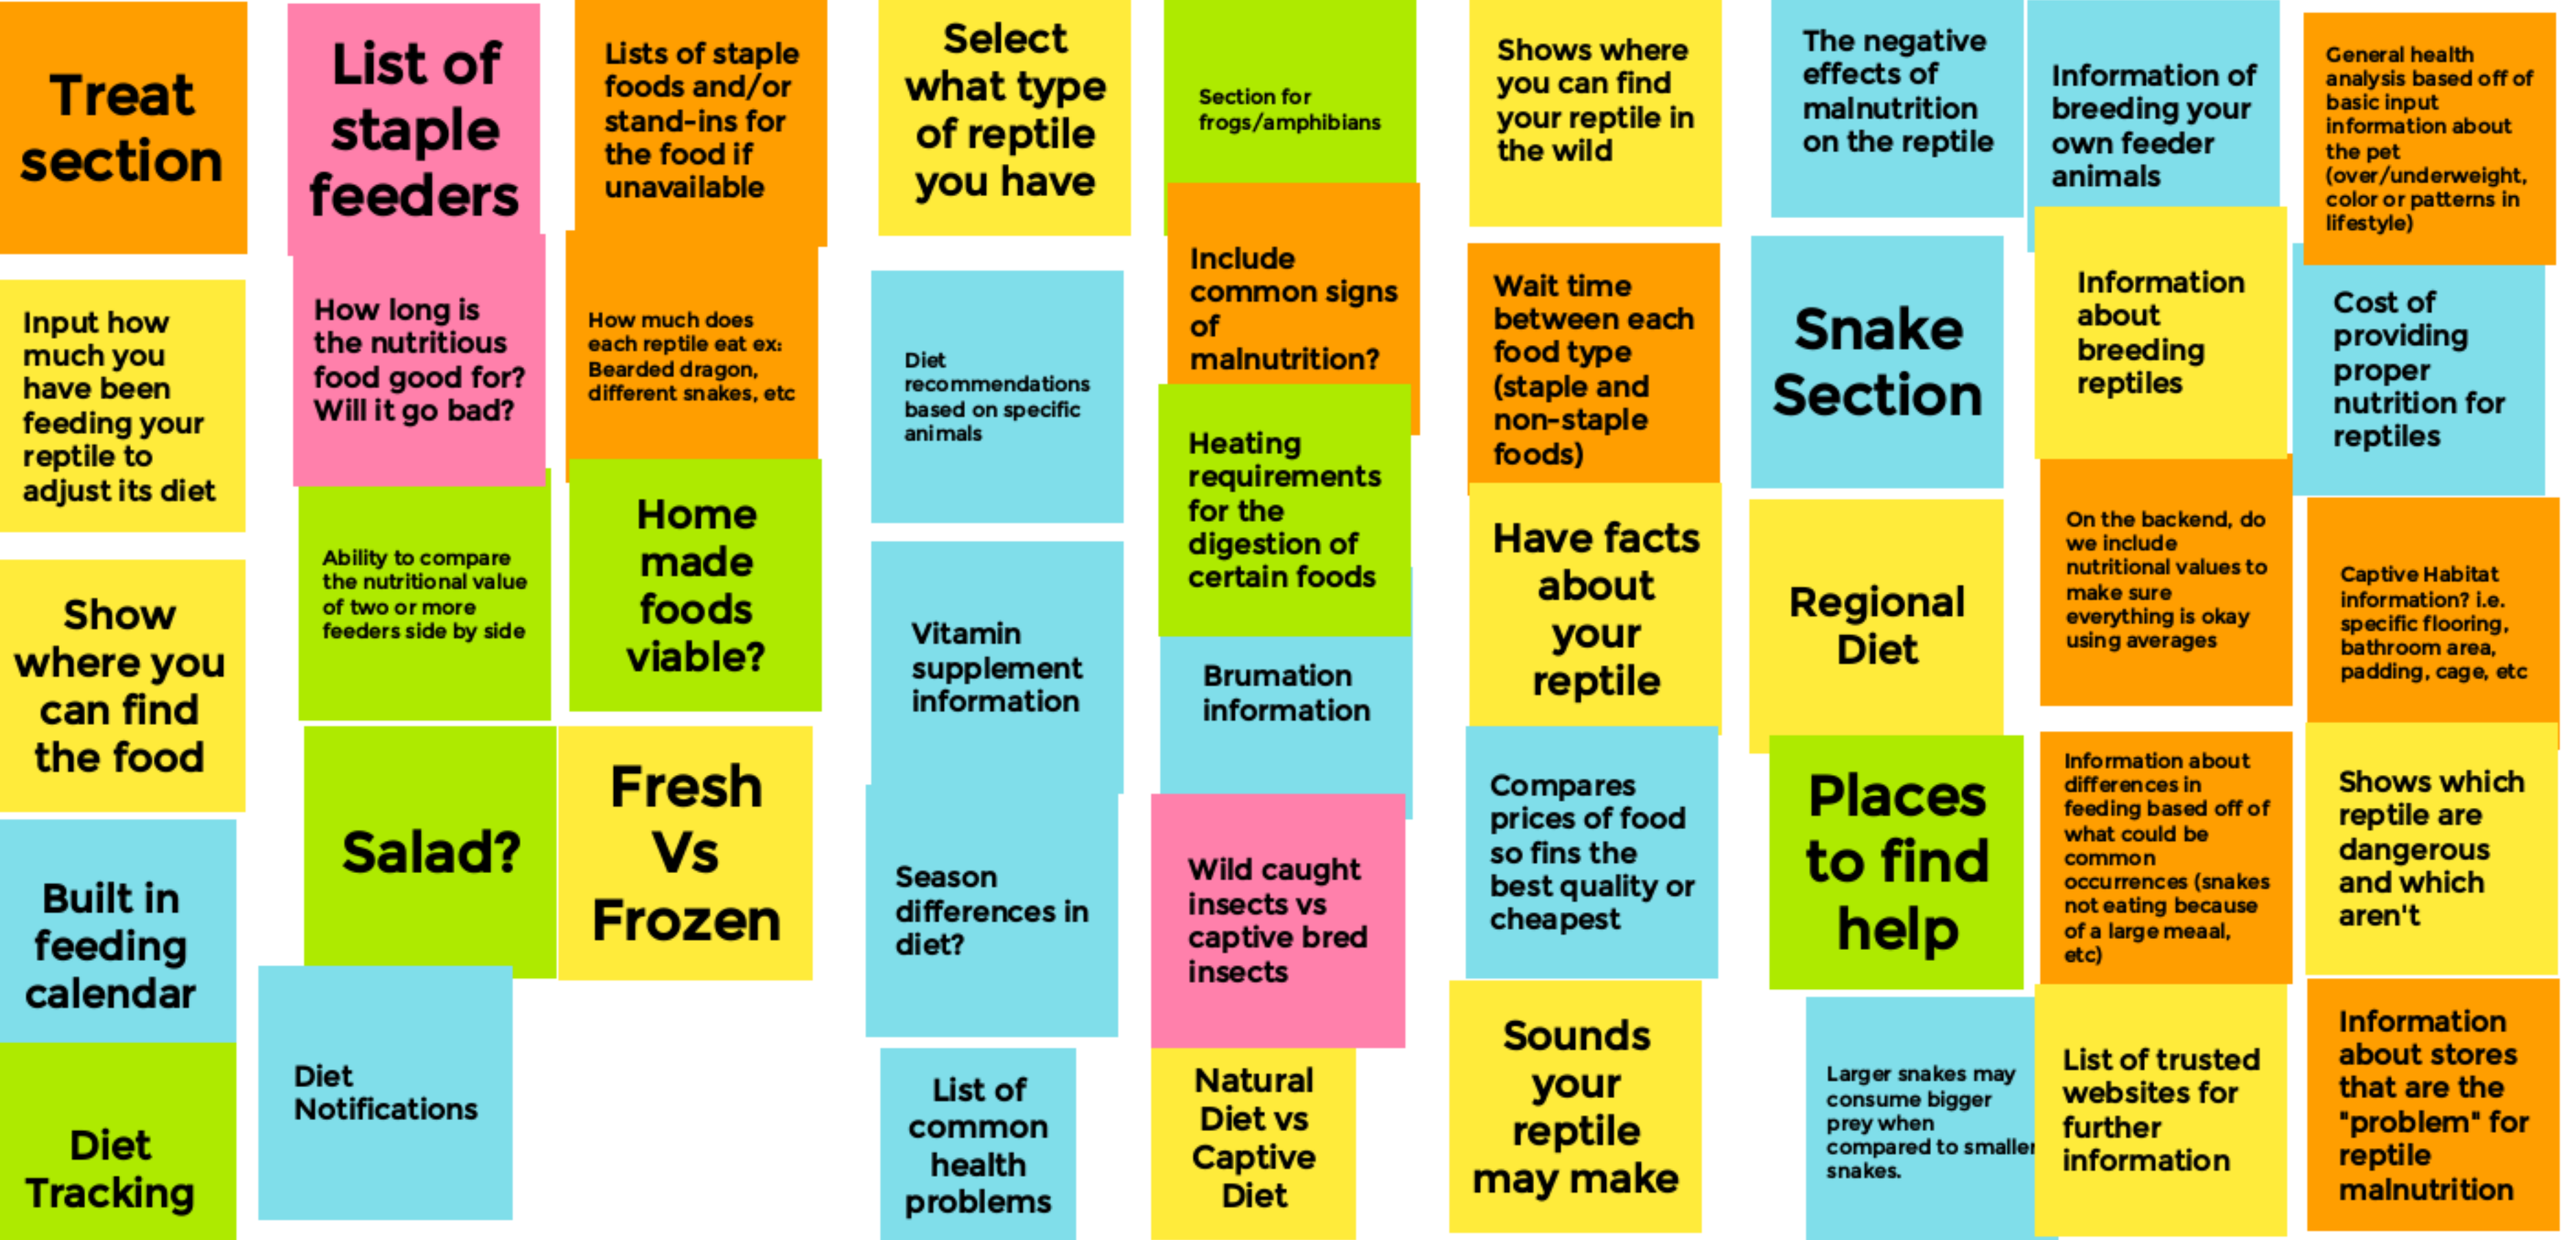 Treat
section
Input how
much you
have been
feeding your
reptile to
adjust its diet
Show
where you
can find
the food
Built in
feeding
calendar
Diet
Tracking
List of
staple
feeders
How long is
the nutritious
food good for?
Will it go bad?
Ability to compare
the nutritional value
of two or more
feeders side by side
Salad?
Diet
Notifications
Lists of staple
foods and/or
stand-ins for
the food if
unavailable
How much does
each reptile eat ex:
Bearded dragon,
different snakes, etc
Home
made
foods
viable?
Fresh
Vs
Frozen
Select
what type
of reptile
you have
Diet
recommendations
based on specific
animals
Vitamin
supplement
information
Season
differences in
diet?
List of
common
health
problems
Section for
frogs/amphibians
Include
common signs
of
malnutrition?
Heating
requirements
for the
digestion of
certain foods
Brumation
information
Wild caught
insects vs
captive bred
insects
Natural
Diet vs
Captive
Diet
Shows where
you can find
your reptile in
the wild
Wait time
between each
food type
(staple and
non-staple
foods)
Have facts
about
your
reptile
Compares
prices of food
so fins the
best quality or
cheapest
Sounds
your
reptile
may make
The negative
effects of
malnutrition
on the reptile
Snake
Section
Regional
Diet
Places
to find
help
Larger snakes may
consume bigger
prey when
compared to smaller
snakes.
Information of
breeding your
own feeder
animals
Information
about
breeding
reptiles
On the backend, do
we include
nutritional values to
make sure
everything is okay
using averages
Information about
differences in
feeding based off of
what could be
common
occurrences (snakes
not eating because
of a large meaal,
etc)
List of trusted
websites for
further
information
General health
analysis based off of
basic input
information about
the pet
(over/underweight,
color or patterns in
lifestyle)
Cost of
providing
proper
nutrition for
reptiles
Captive Habitat
information? i.e.
specific flooring,
bathroom area,
padding, cage, etc
Shows which
reptile are
dangerous
and which
aren't
Information
about stores
that are the
"problem" for
reptile
malnutrition